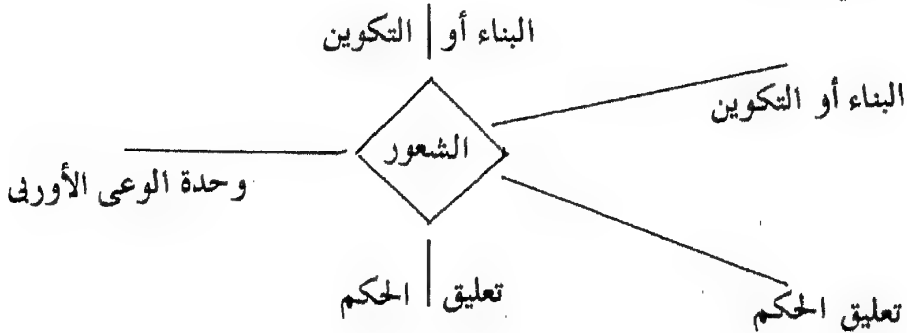 البناء أو التكوين
البناء أو التكوين
الشعور
وحدة الوعى الأوربى
تعليق الحكم
تعليق الحكم